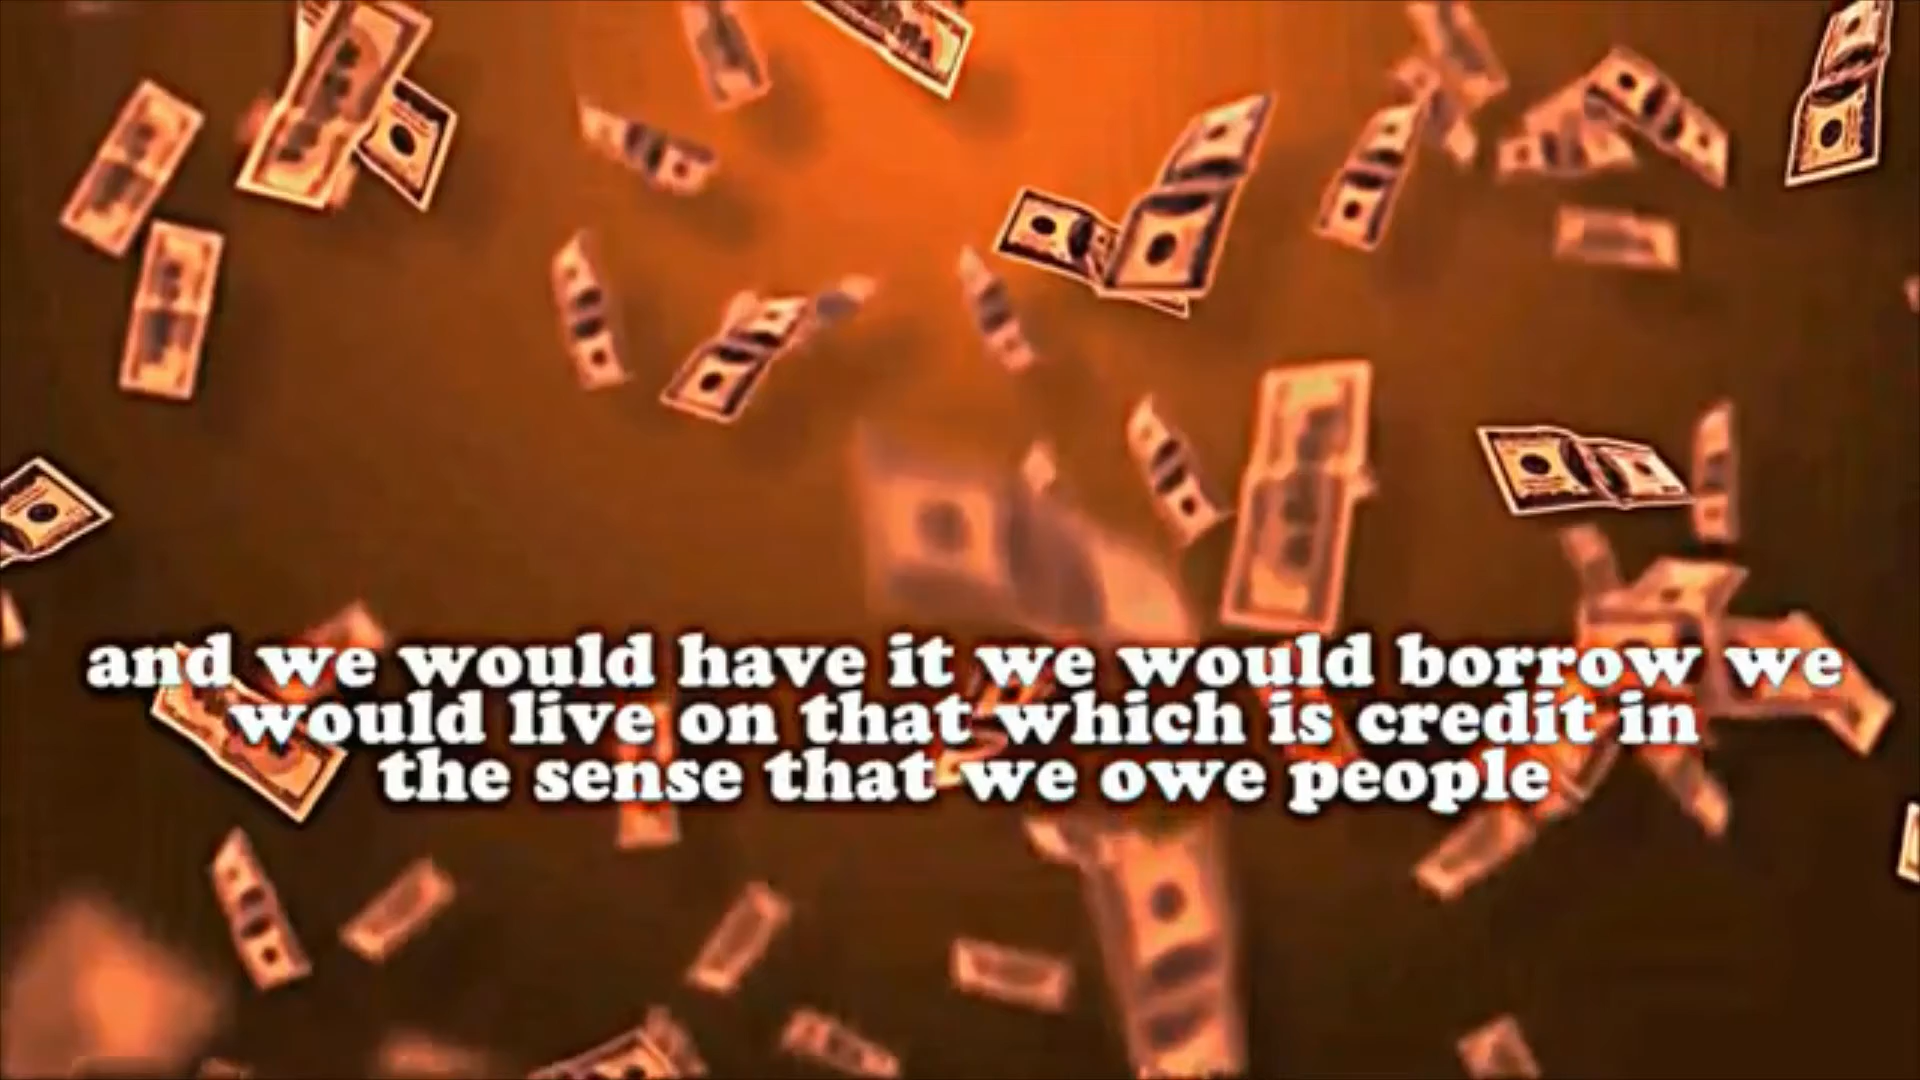 and we would have it we would borrow we
would live on that which is credit in
the sense that we owe people